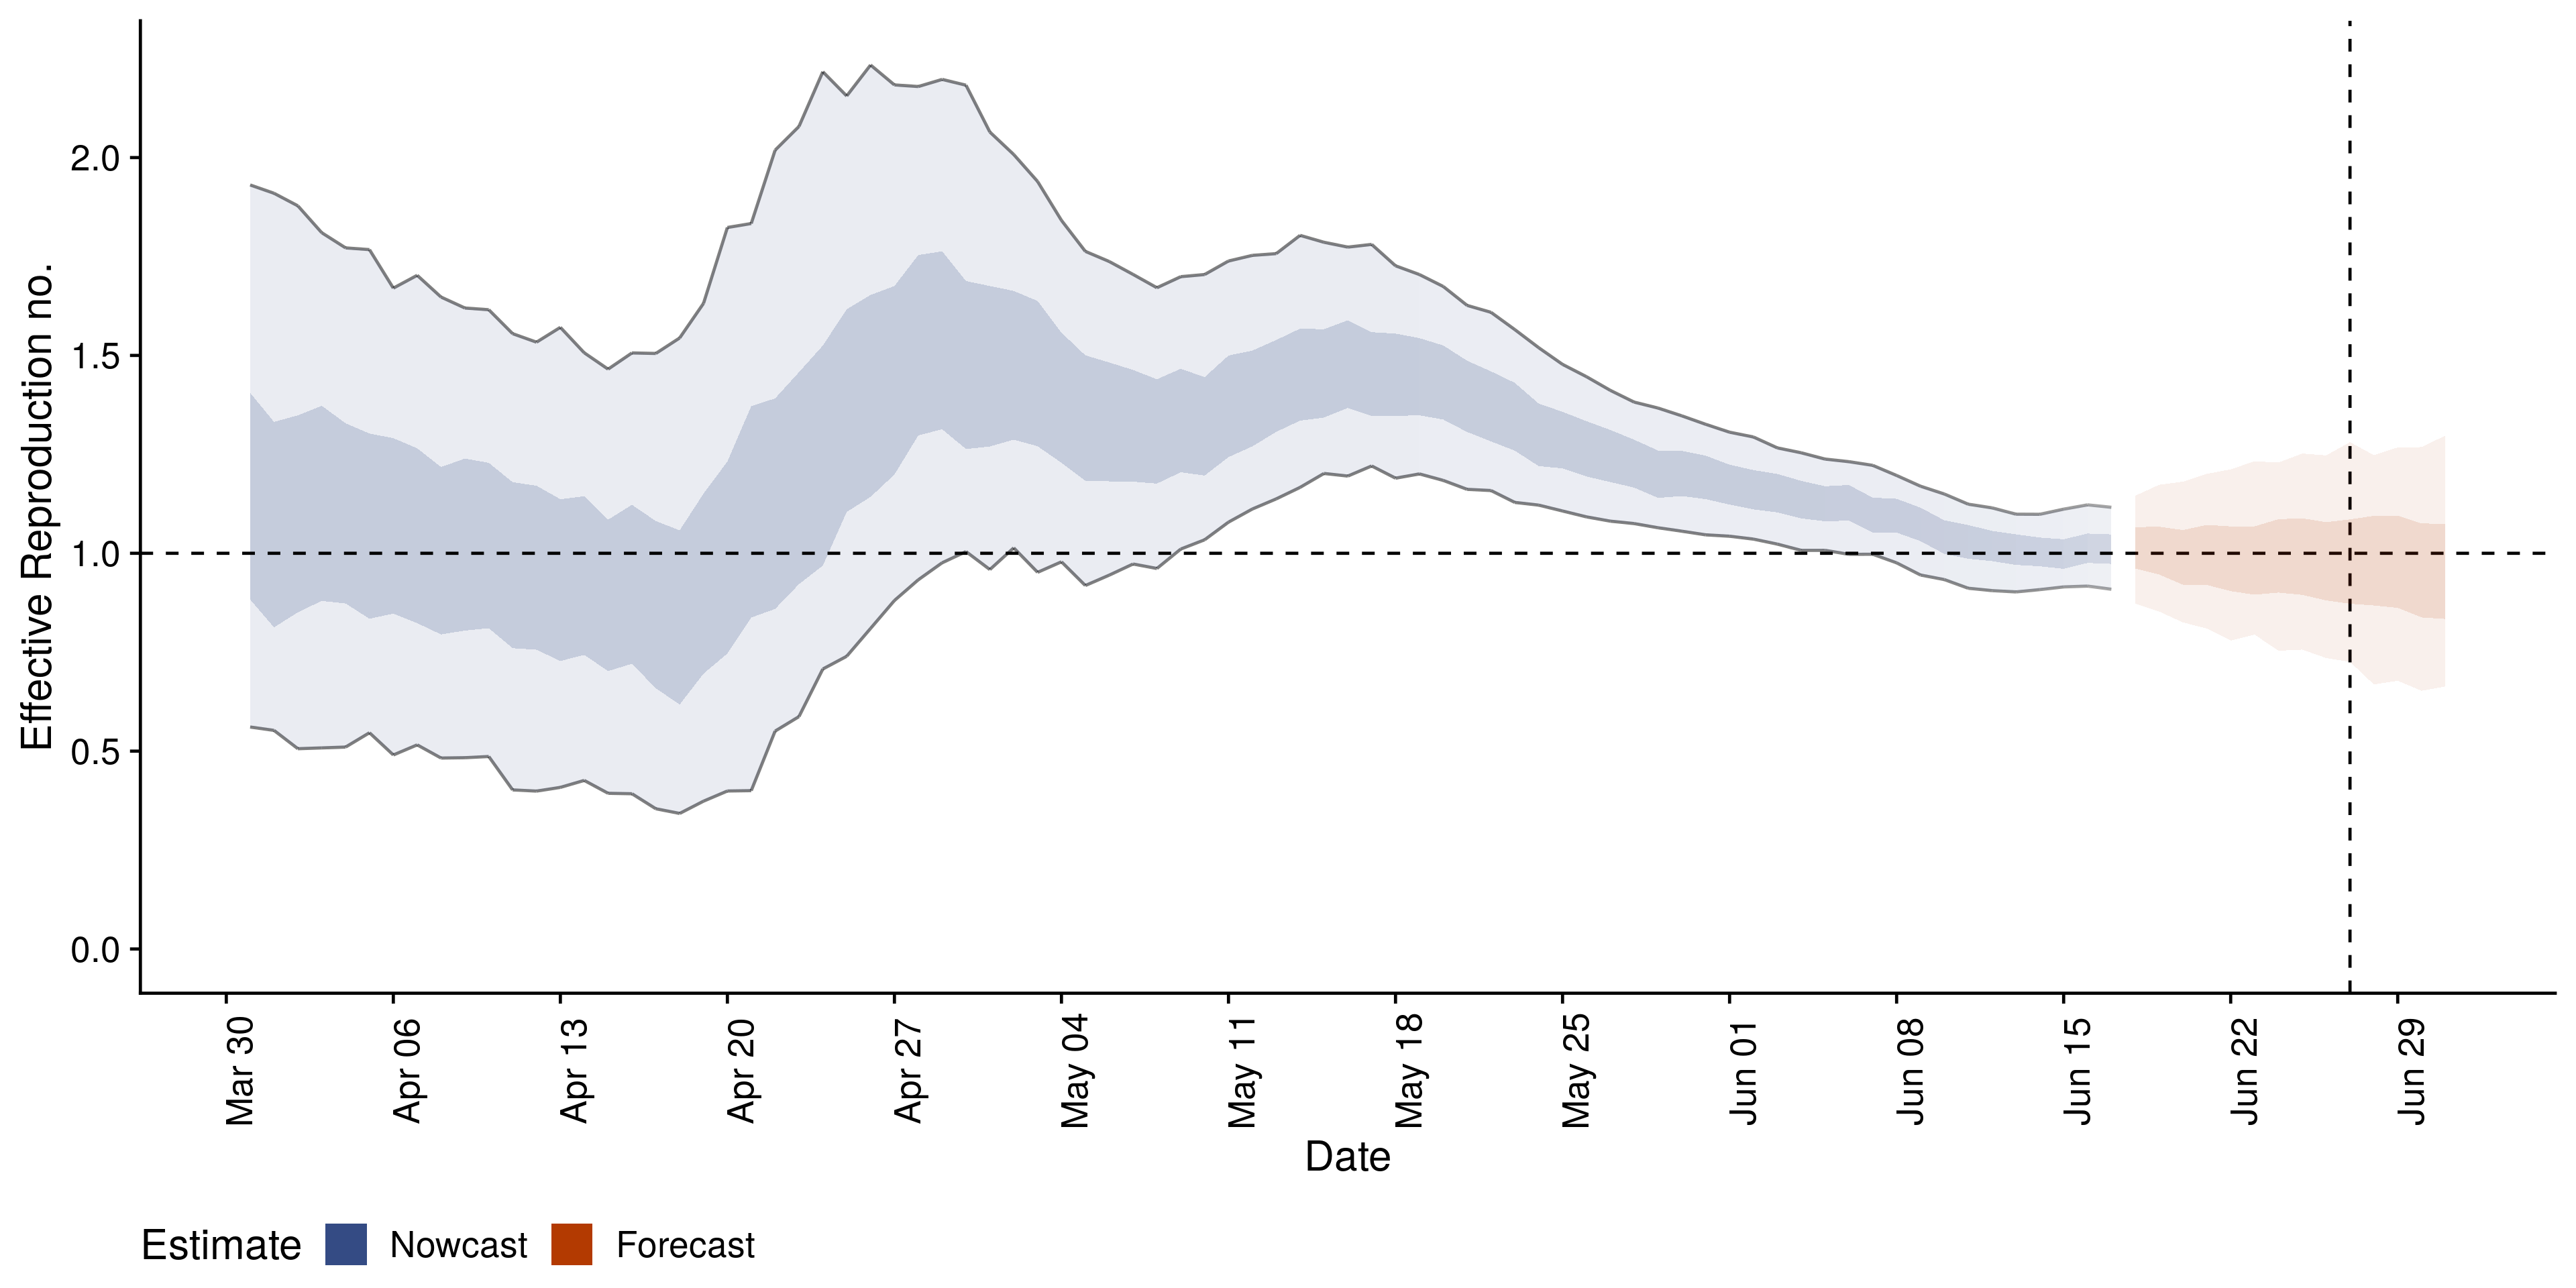 Effective Reproduction no.
2.0
1.5
1.0
0.5
0.0
Mar 30
Apr 06
Apr 13
Apr 20
Apr 27
May 04
May 11
May 18
May 25
Jun 01
Jun 08
Jun 15
Jun 22
Jun 29
Date
Estimate Nowcast Forecast